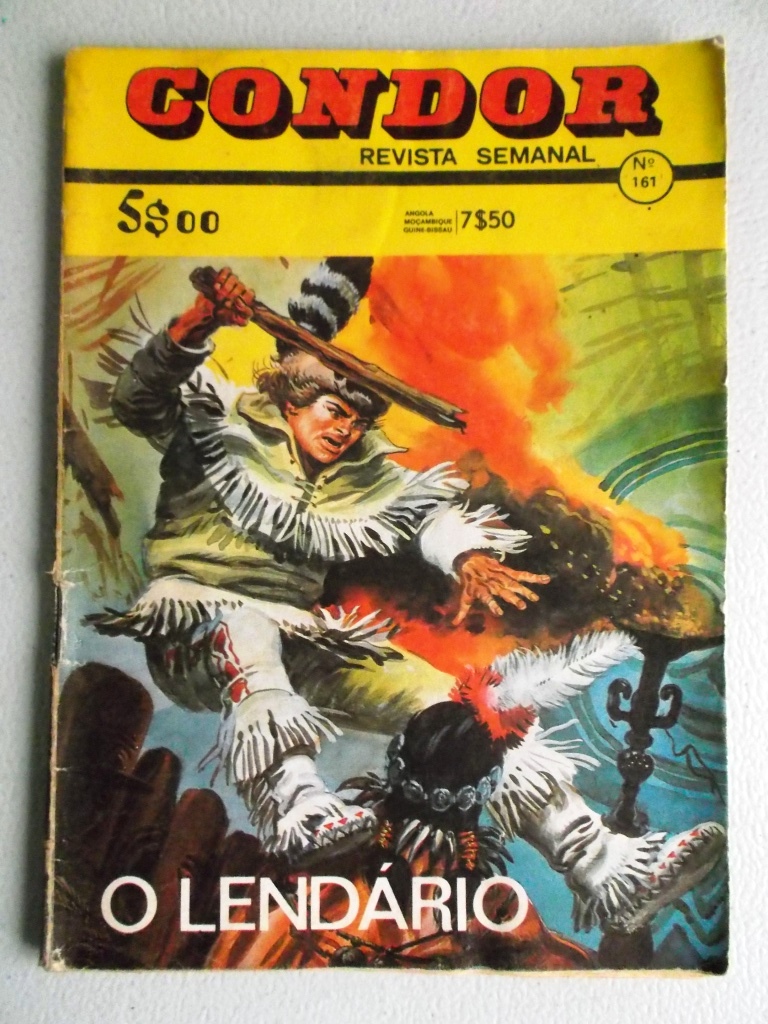 CONDOR
REVISTA SEMANAL
Nº
161
5$00
ANGOLA
MOÇAMBIQUE
GUINÉ-BISSAU
7$50
O LENDÁRIO